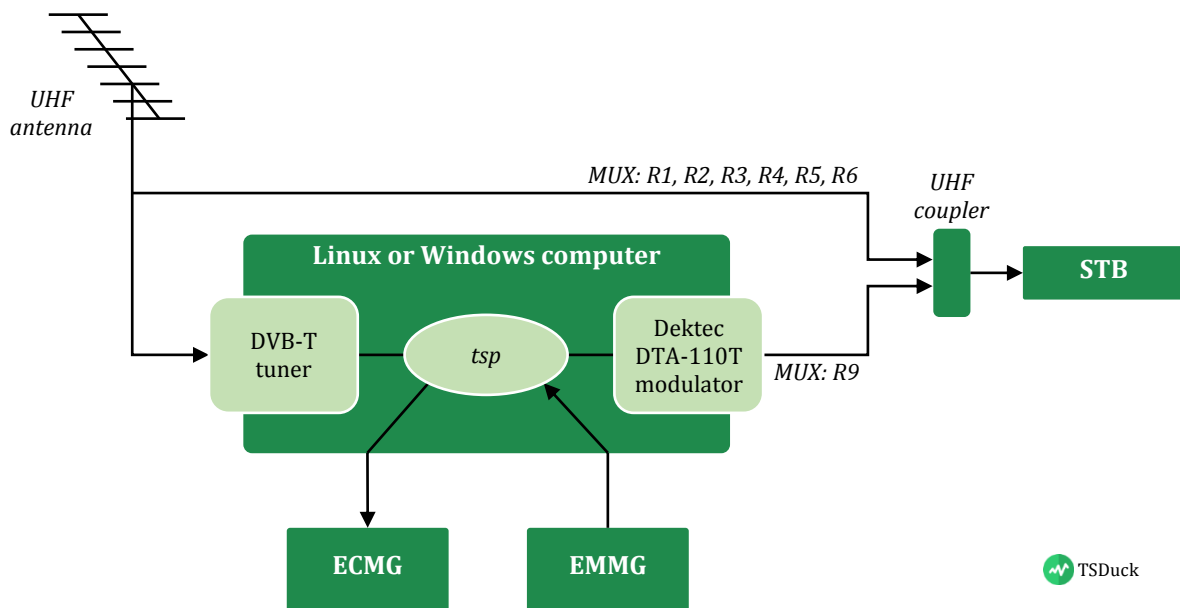 UHF
antenna
MUX: R1, R2, R3, R4, R5, R6
UHF
coupler
Linux or Windows computer
STB
DVB-T
tuner
tsp
Dektec
DTA-110T
modulator
MUX: R9
ECMG
EMMG
TSDuck